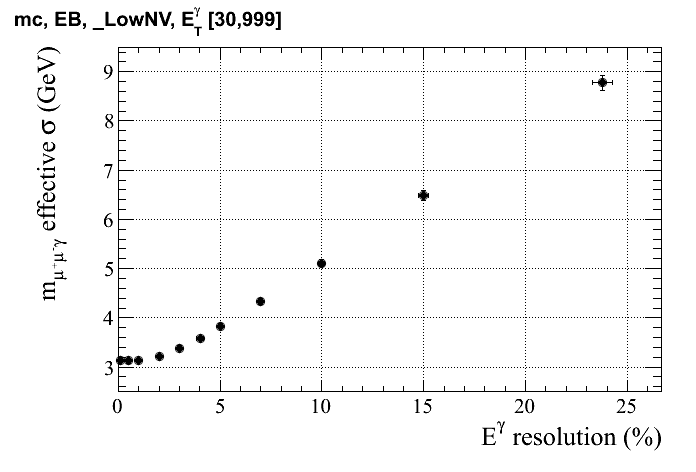 mc, EB, _LowNV, E_T^γ [30,999]
m_μ⁺μ⁻γ effective σ (GeV)
9
8
7
6
5
4
3
0 5 10 15 20 25
E^γ resolution (%)